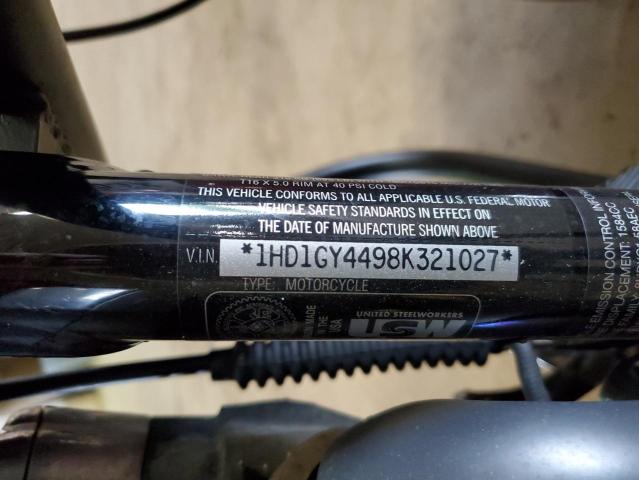 T16 X 5.0 RIM AT 40 PSI COLD
THIS VEHICLE CONFORMS TO ALL APPLICABLE U.S. FEDERAL MOTOR
VEHICLE SAFETY STANDARDS IN EFFECT ON
THE DATE OF MANUFACTURE SHOWN ABOVE
V.I.N. *1HD1GY4498K321027*
TYPE: MOTORCYCLE
MADE
IN THE
USA
UNITED STEELWORKERS
USW
EMISSION CONTROL
DISPLACEMENT: 1584CC